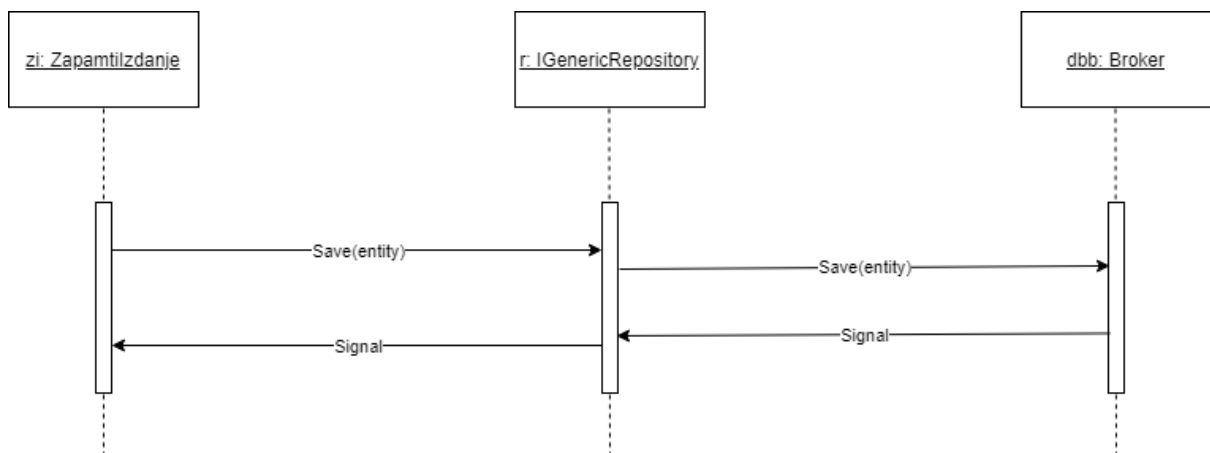 zi: ZapamtiIzdanje
r: IGenericRepository
dbb: Broker
Save(entity)
Save(entity)
Signal
Signal